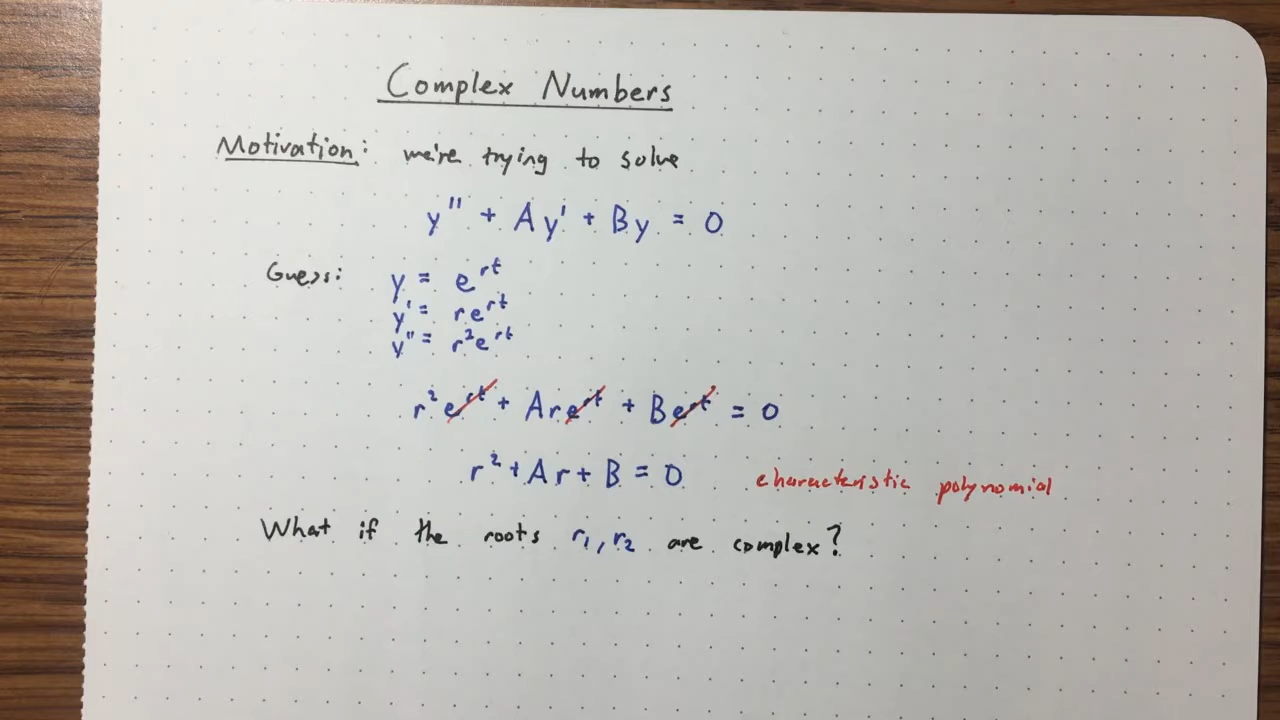 Complex Numbers
Motivation: we're trying to solve
y'' + Ay' + By = 0
Guess: y = e^rt
y' = re^rt
y'' = r²e^rt
r²e^rt + Are^rt + Be^rt = 0
r² + Ar + B = 0 characteristic polynomial
What if the roots r₁, r₂ are complex?